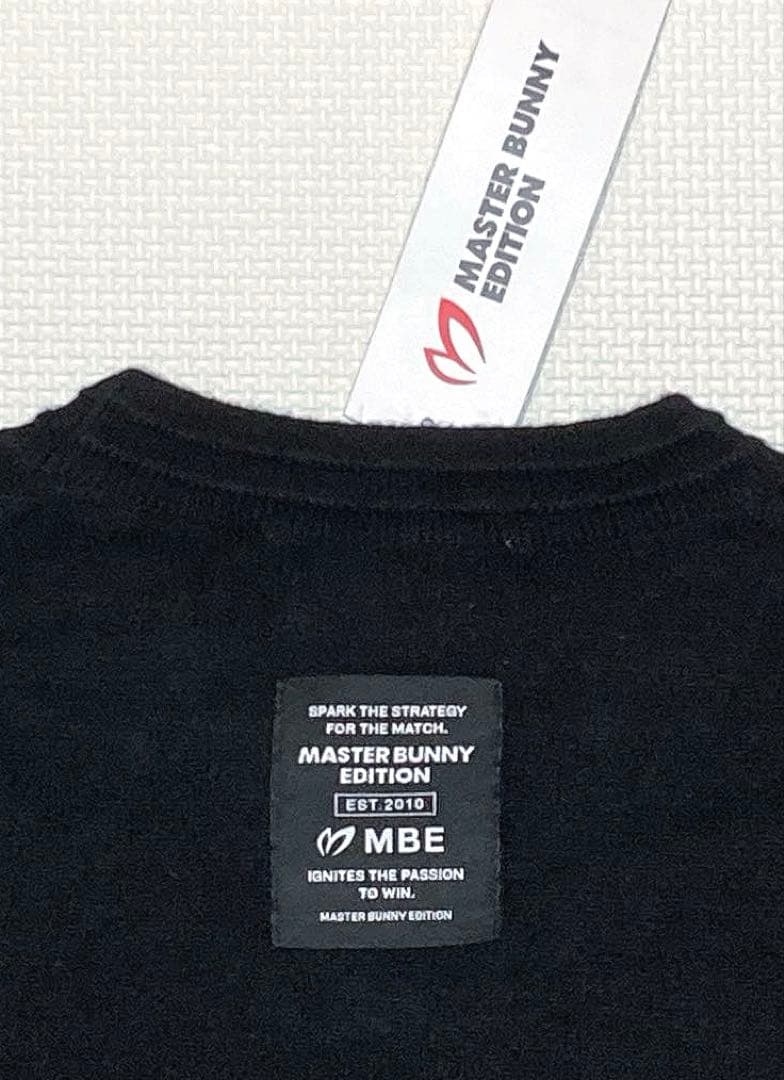 MASTER BUNNY
EDITION
SPARK THE STRATEGY
FOR THE MATCH.
MASTER BUNNY
EDITION
EST.2010
MBE
IGNITES THE PASSION
TO WIN.
MASTER BUNNY EDITION